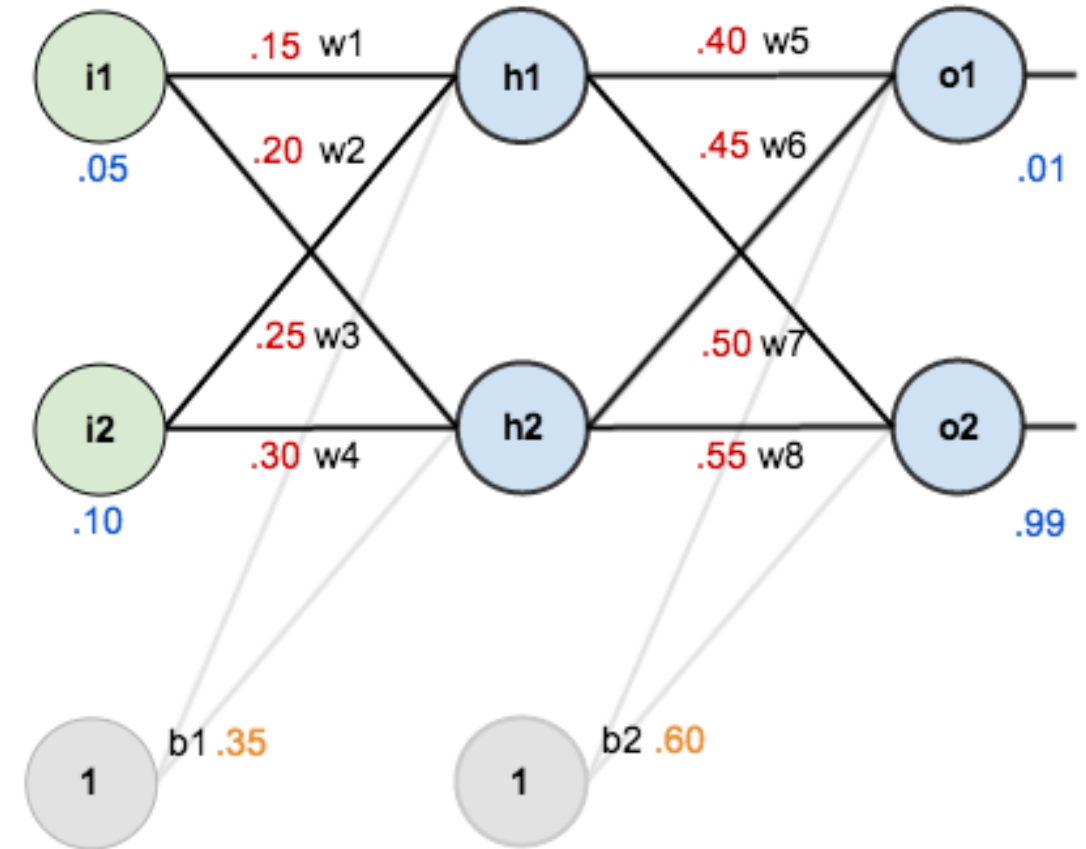 i1 .15 w1 h1 .40 w5 o1
.20 w2 .45 w6
.05 .01
.25 w3 .50 w7
i2 h2 o2
.30 w4 .55 w8
.10 .99
b1 .35 b2 .60
1 1